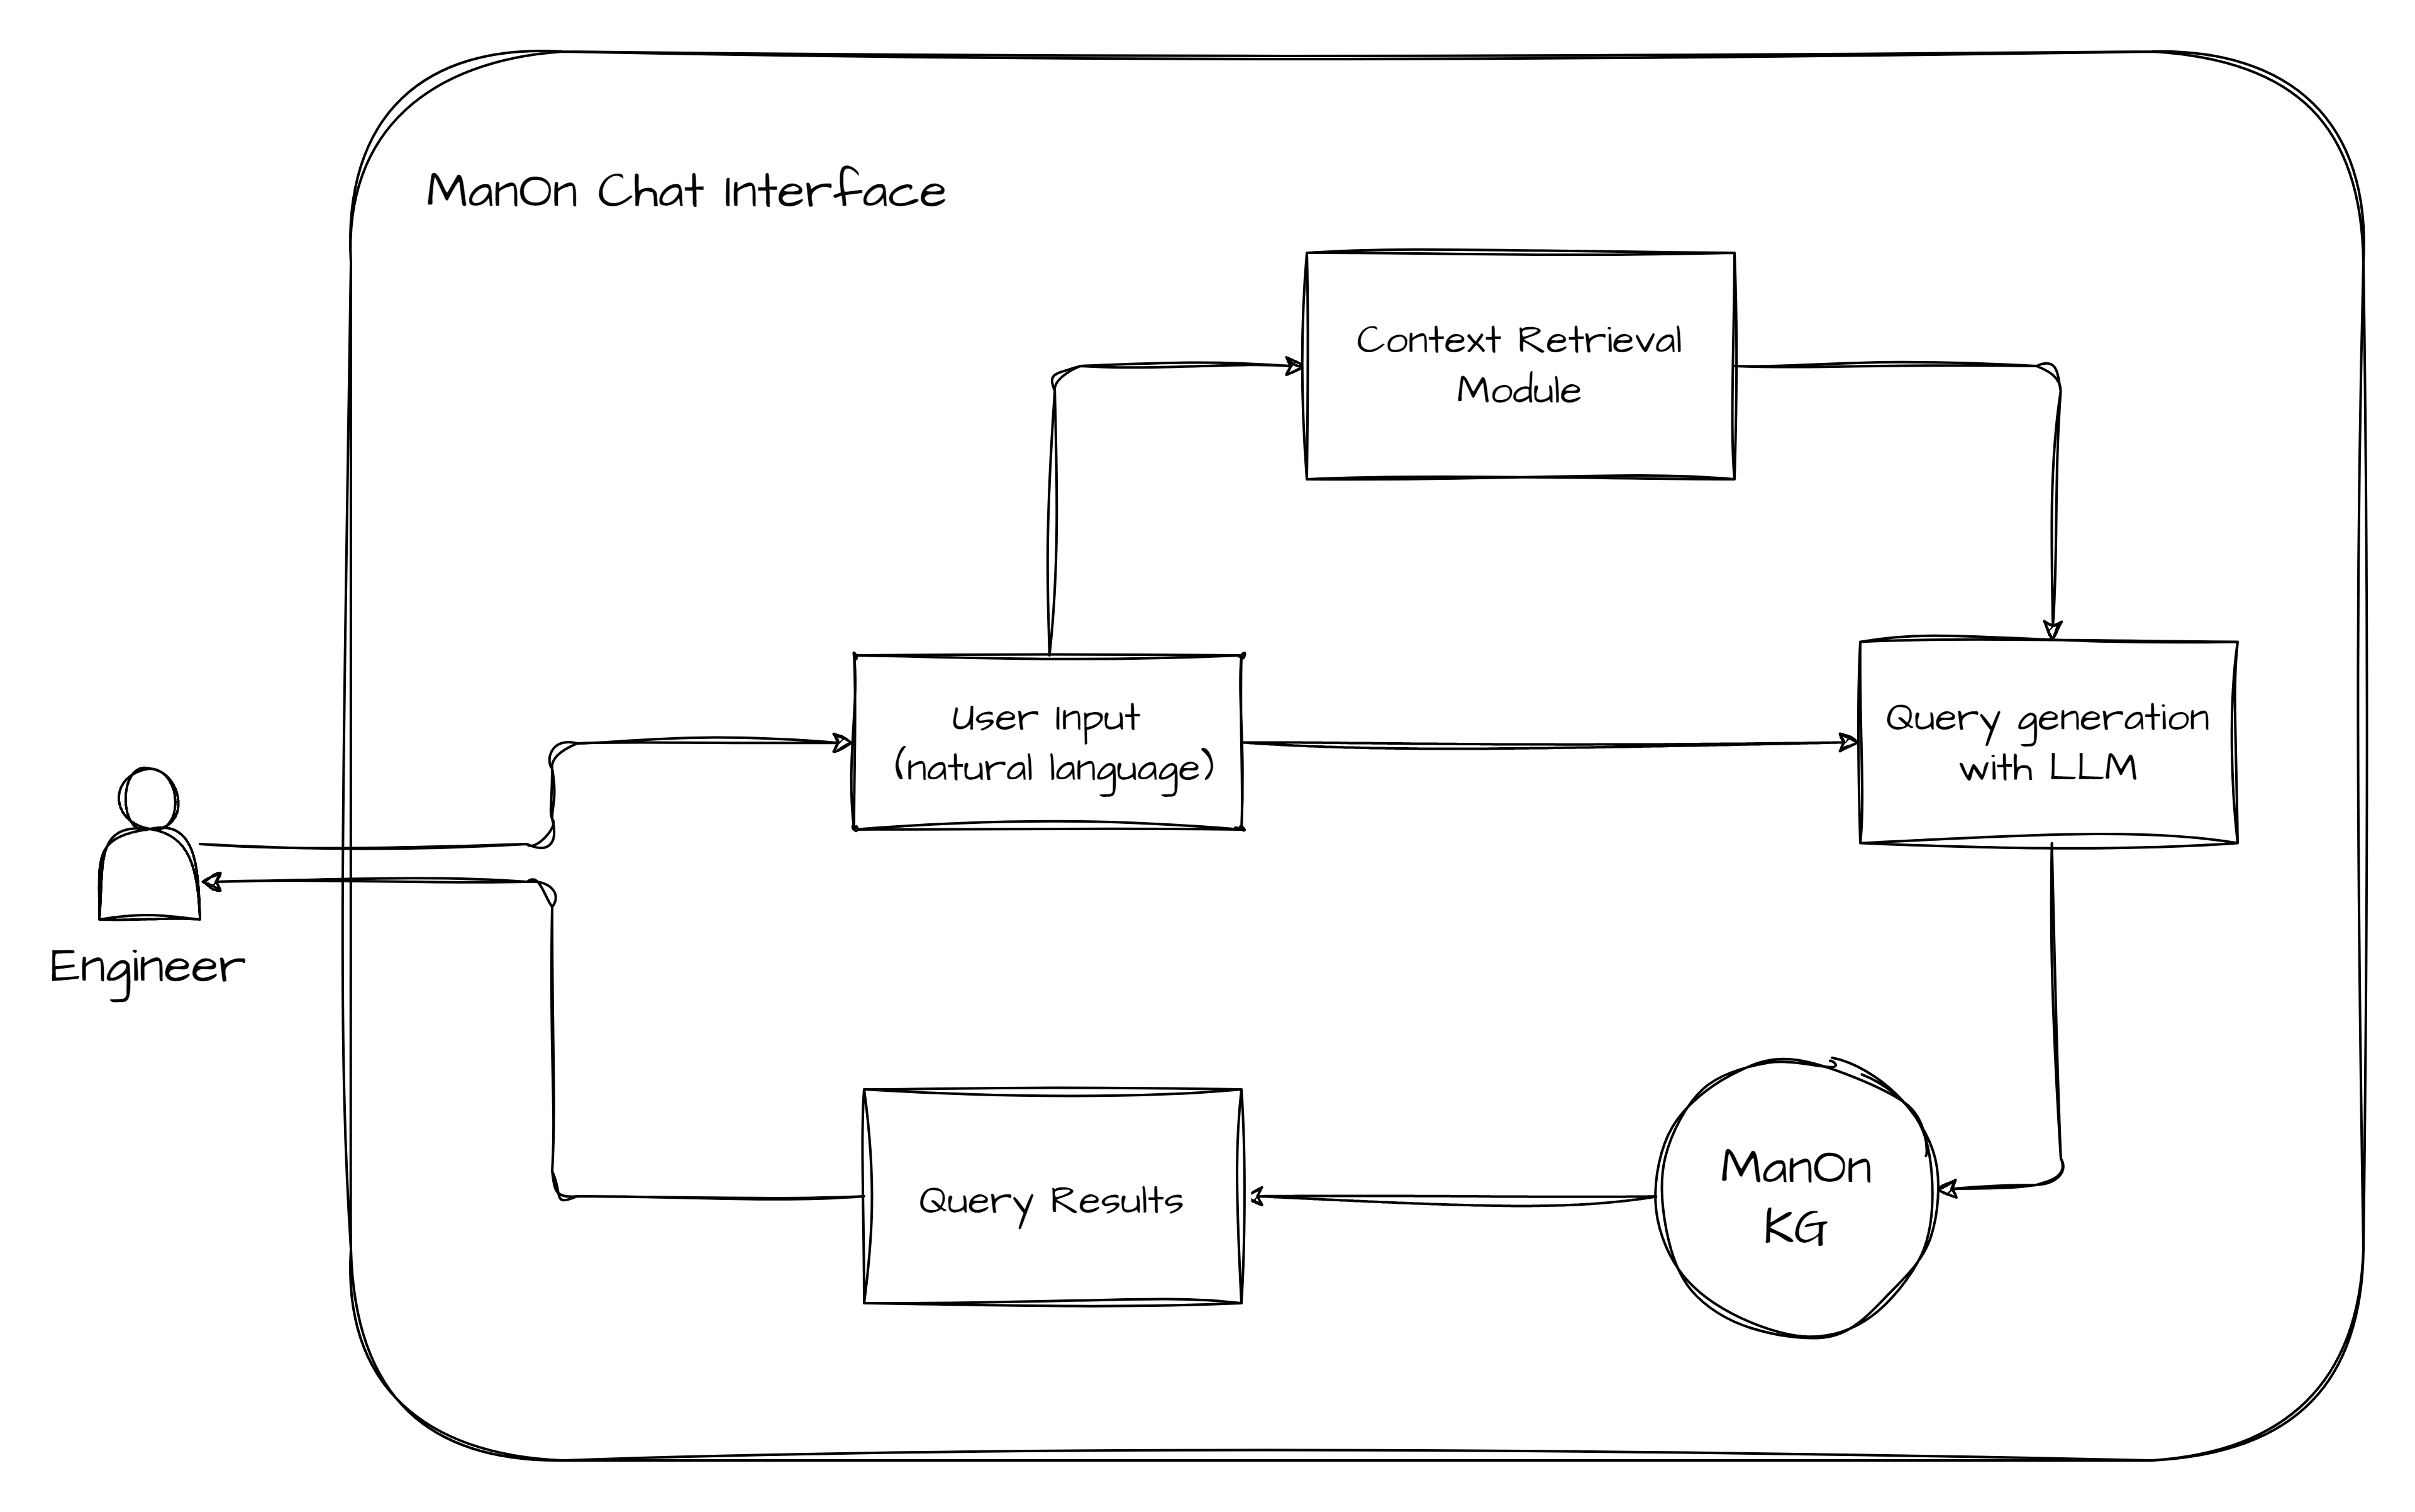 ManOn Chat Interface
Context Retrieval
Module
User Input
(natural language)
Query generation
with LLM
Engineer
Query Results
ManOn
KG